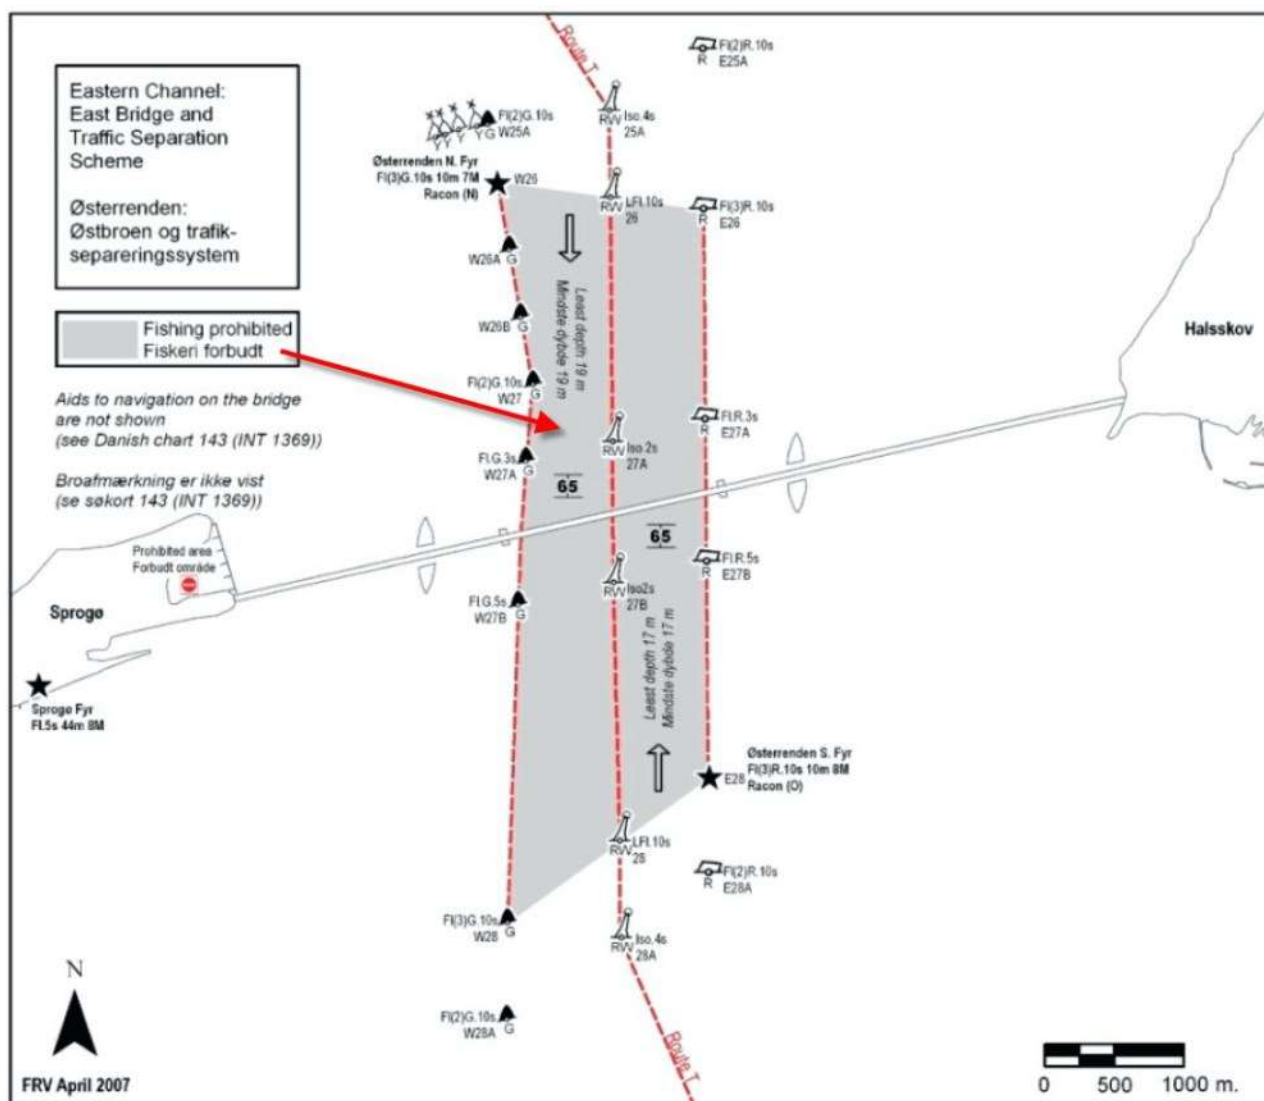 Eastern Channel:
East Bridge and
Traffic Separation
Scheme
Østerrenden:
Østbroen og trafik-
separeringssystem
Fishing prohibited
Fiskeri forbudt
Aids to navigation on the bridge
are not shown
(see Danish chart 143 (INT 1369))
Broafmærkning er ikke vist
(se søkort 143 (INT 1369))
Route T
Fl(2)R.10s
R
E25A
Iso.4s
RW
25A
Fl(2)G.10s
W25A
Y Y Y Y G
Østerrenden N. Fyr
Fl(3)G.10s 10m 7M
Racon (N)
W26
LFl.10s
RW
26
Fl(3)R.10s
R
E26
W26A
G
Least depth 19 m
Mindste dybde 19 m
W26B
G
Halsskov
Fl(2)G.10s
W27
G
Fl.R.3s
R
E27A
Iso.2s
RW
27A
Fl.G.3s
W27A
G
65
65
Prohibited area
Forbudt område
Sprogø
Fl.R.5s
R
E27B
Iso2s
RW
27B
Fl.G.5s
W27B
G
Least depth 17 m
Mindste dybde 17 m
Sprogø Fyr
Fl.5s 44m 8M
Østerrenden S. Fyr
Fl(3)R.10s 10m 8M
Racon (O)
E28
LFl.10s
RW
28
Fl(2)R.10s
R
E28A
Fl(3)G.10s
W28
G
Iso.4s
RW
28A
Fl(2)G.10s
W28A
G
Route T
N
FRV April 2007
0 500 1000 m.